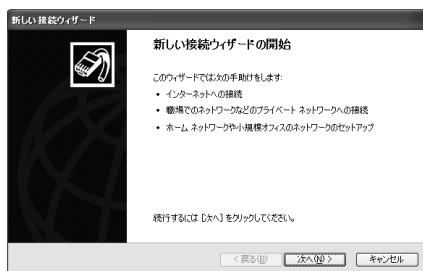 新しい接続ウィザード
新しい接続ウィザードの開始
このウィザードでは次の手助けをします:
• インターネットへの接続
• 職場でのネットワークなどのプライベート ネットワークへの接続
• ホーム ネットワークや小規模オフィスのネットワークのセットアップ
続行するには [次へ] をクリックしてください。
< 戻る(B) 次へ(N) > キャンセル